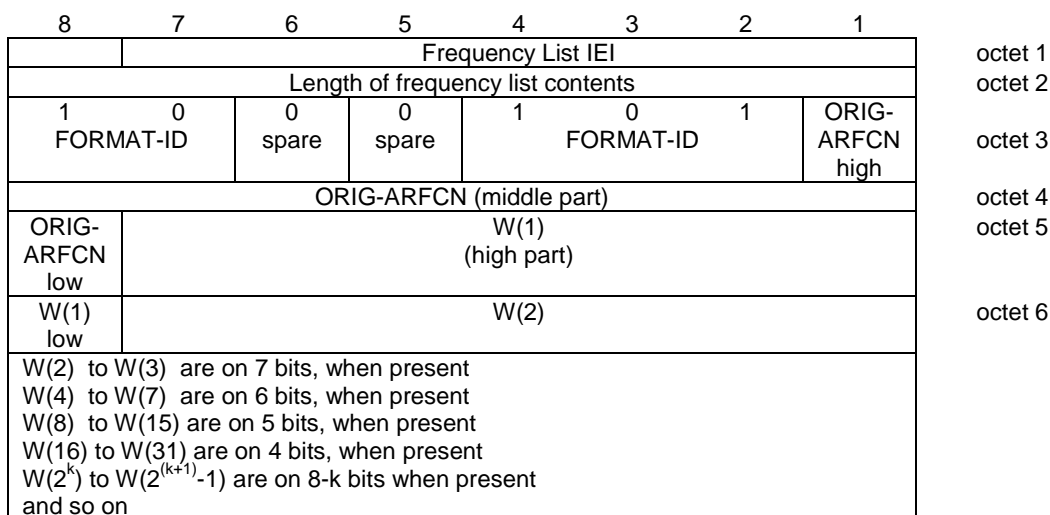 8 7 6 5 4 3 2 1
Frequency List IEI octet 1
Length of frequency list contents octet 2
1 0 0 0 1 0 1 ORIG-
FORMAT-ID spare spare FORMAT-ID ARFCN octet 3
high
ORIG-ARFCN (middle part) octet 4
ORIG- W(1) octet 5
ARFCN (high part)
low
W(1) W(2) octet 6
low
W(2) to W(3) are on 7 bits, when present
W(4) to W(7) are on 6 bits, when present
W(8) to W(15) are on 5 bits, when present
W(16) to W(31) are on 4 bits, when present
W(2^k) to W(2^(k+1)-1) are on 8-k bits when present
and so on